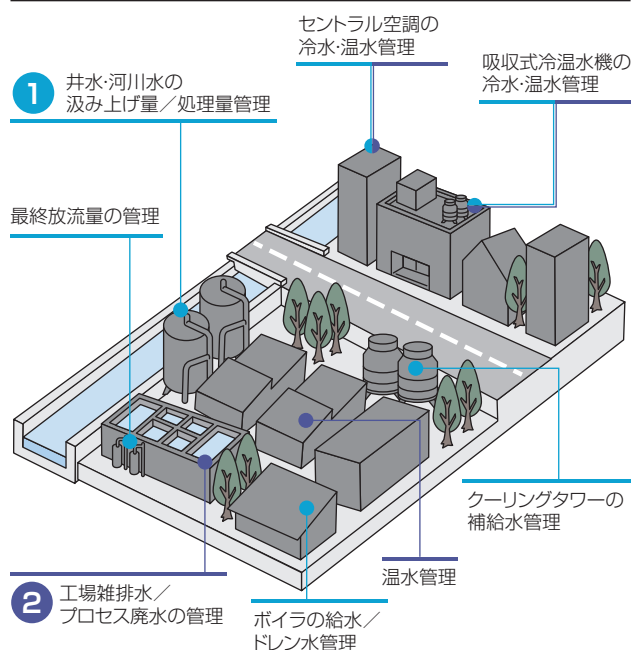 セントラル空調の
冷水・温水管理
吸収式冷温水機の
冷水・温水管理
1
井水・河川水の
汲み上げ量／処理量管理
最終放流量の管理
クーリングタワーの
補給水管理
温水管理
2
工場雑排水／
プロセス廃水の管理
ボイラの給水／
ドレン水管理